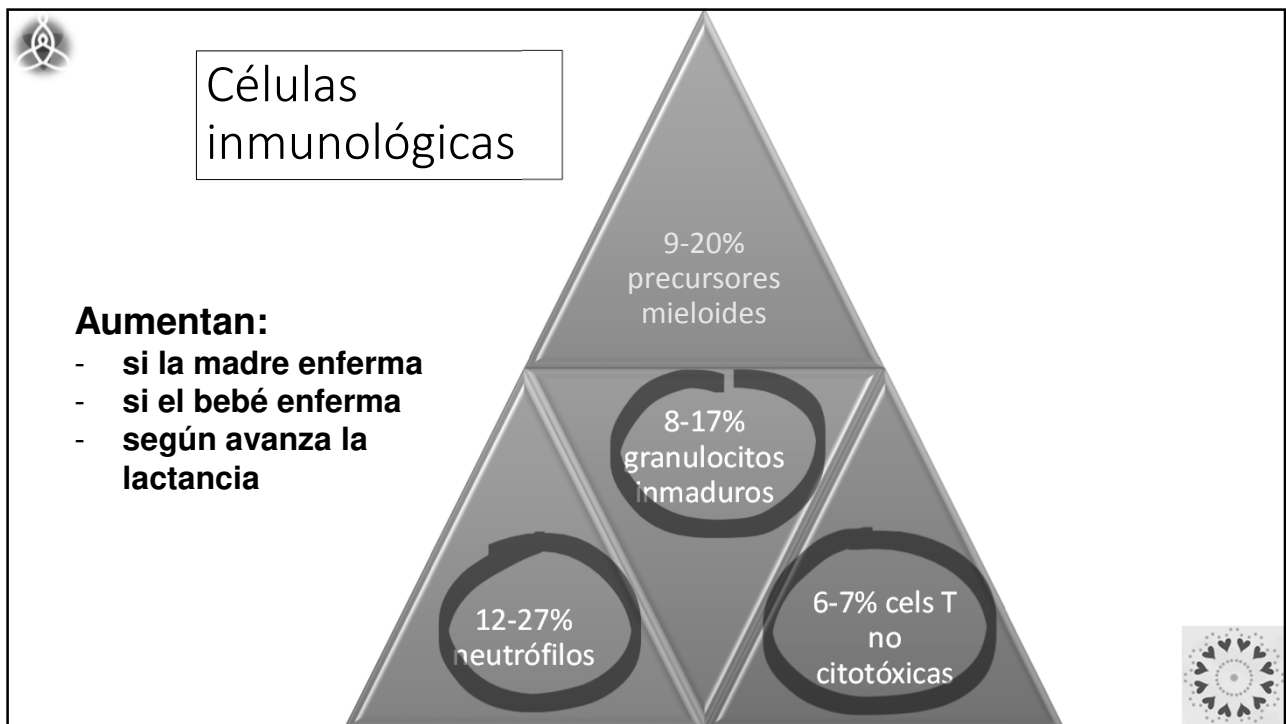 Células
inmunológicas
Aumentan:
- si la madre enferma
- si el bebé enferma
- según avanza la
lactancia
9-20%
precursores
mieloides
8-17%
granulocitos
inmaduros
12-27%
neutrófilos
6-7% cels T
no
citotóxicas